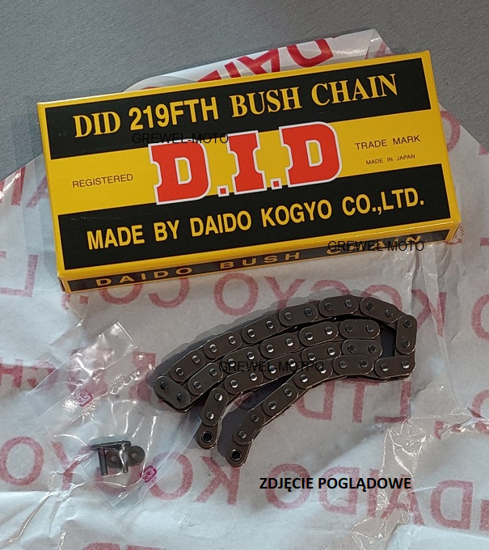 DID 219FTH BUSH CHAIN
GREWEL-MOTO
REGISTERED
D.I.D
TRADE MARK
MADE IN JAPAN
MADE BY DAIDO KOGYO CO.,LTD.
GREWEL-MOTO
DAIDO BUSH
GREWEL-MOTO
ZDJĘCIE POGLĄDOWE